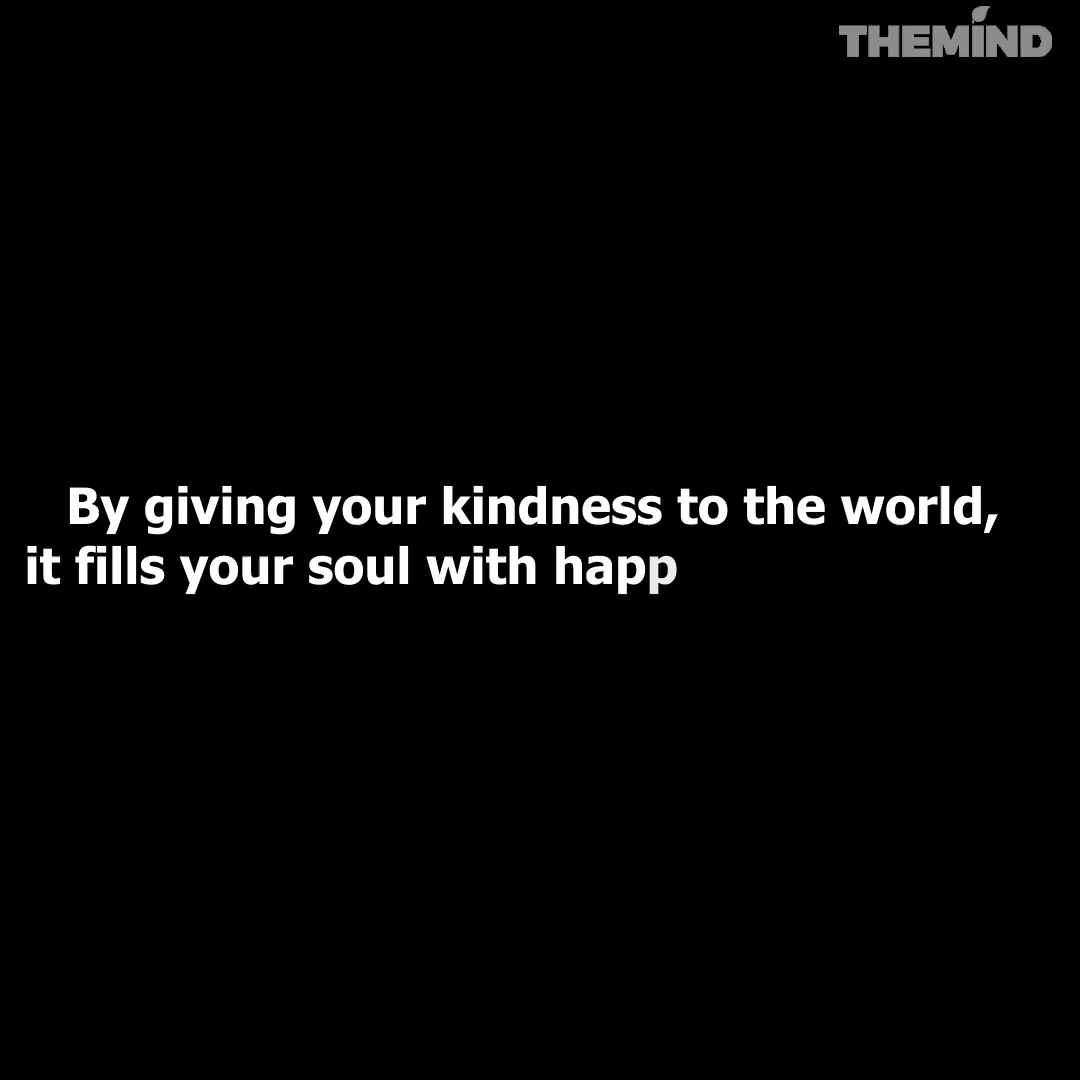 THEMIND
By giving your kindness to the world,
it fills your soul with happ